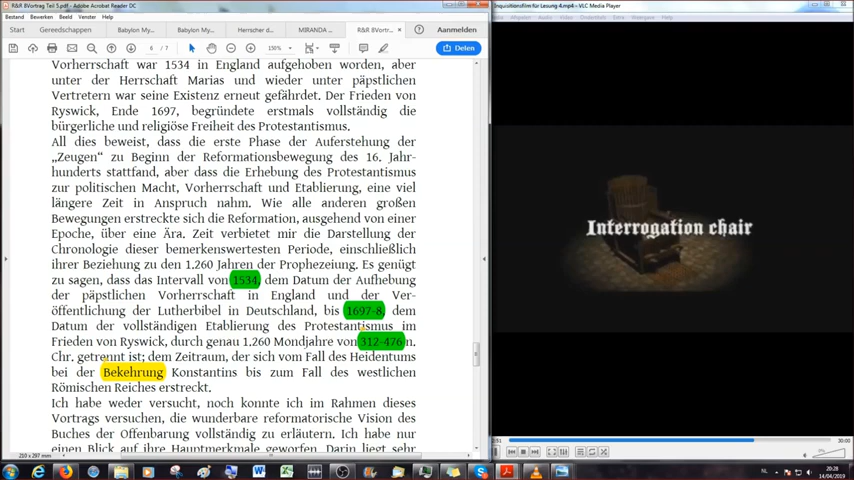 R&R 8Vortrag Teil 5.pdf - Adobe Acrobat Reader DC
Bestand Bewerken Beeld Venster Help
Start Gereedschappen Babylon My... Babylon My... Herrscher d... MIRANDA ... R&R 8Vortr... × Aanmelden
6 / 7 150% Delen
Vorherrschaft war 1534 in England aufgehoben worden, aber
unter der Herrschaft Marias und wieder unter päpstlichen
Vertretern war seine Existenz erneut gefährdet. Der Frieden von
Ryswick, Ende 1697, begründete erstmals vollständig die
bürgerliche und religiöse Freiheit des Protestantismus.
All dies beweist, dass die erste Phase der Auferstehung der
„Zeugen“ zu Beginn der Reformationsbewegung des 16. Jahr-
hunderts stattfand, aber dass die Erhebung des Protestantismus
zur politischen Macht, Vorherrschaft und Etablierung, eine viel
längere Zeit in Anspruch nahm. Wie alle anderen großen
Bewegungen erstreckte sich die Reformation, ausgehend von einer
Epoche, über eine Ära. Zeit verbietet mir die Darstellung der
Chronologie dieser bemerkenswertesten Periode, einschließlich
ihrer Beziehung zu den 1.260 Jahren der Prophezeiung. Es genügt
zu sagen, dass das Intervall von 1534, dem Datum der Aufhebung
der päpstlichen Vorherrschaft in England und der Ver-
öffentlichung der Lutherbibel in Deutschland, bis 1697-8, dem
Datum der vollständigen Etablierung des Protestantismus im
Frieden von Ryswick, durch genau 1.260 Mondjahre von 312-476 n.
Chr. getrennt ist; dem Zeitraum, der sich vom Fall des Heidentums
bei der Bekehrung Konstantins bis zum Fall des westlichen
Römischen Reiches erstreckt.
Ich habe weder versucht, noch konnte ich im Rahmen dieses
Vortrags versuchen, die wunderbare reformatorische Vision des
Buches der Offenbarung vollständig zu erläutern. Ich habe nur
einen Blick auf ihre Hauptmerkmale geworfen. Darin liegt sehr
210 x 297 mm
Inquisitionsfilm für Lesung 4.mp4 - VLC Media Player
Interrogation chair
30:00
NL
20:28
14/04/2019